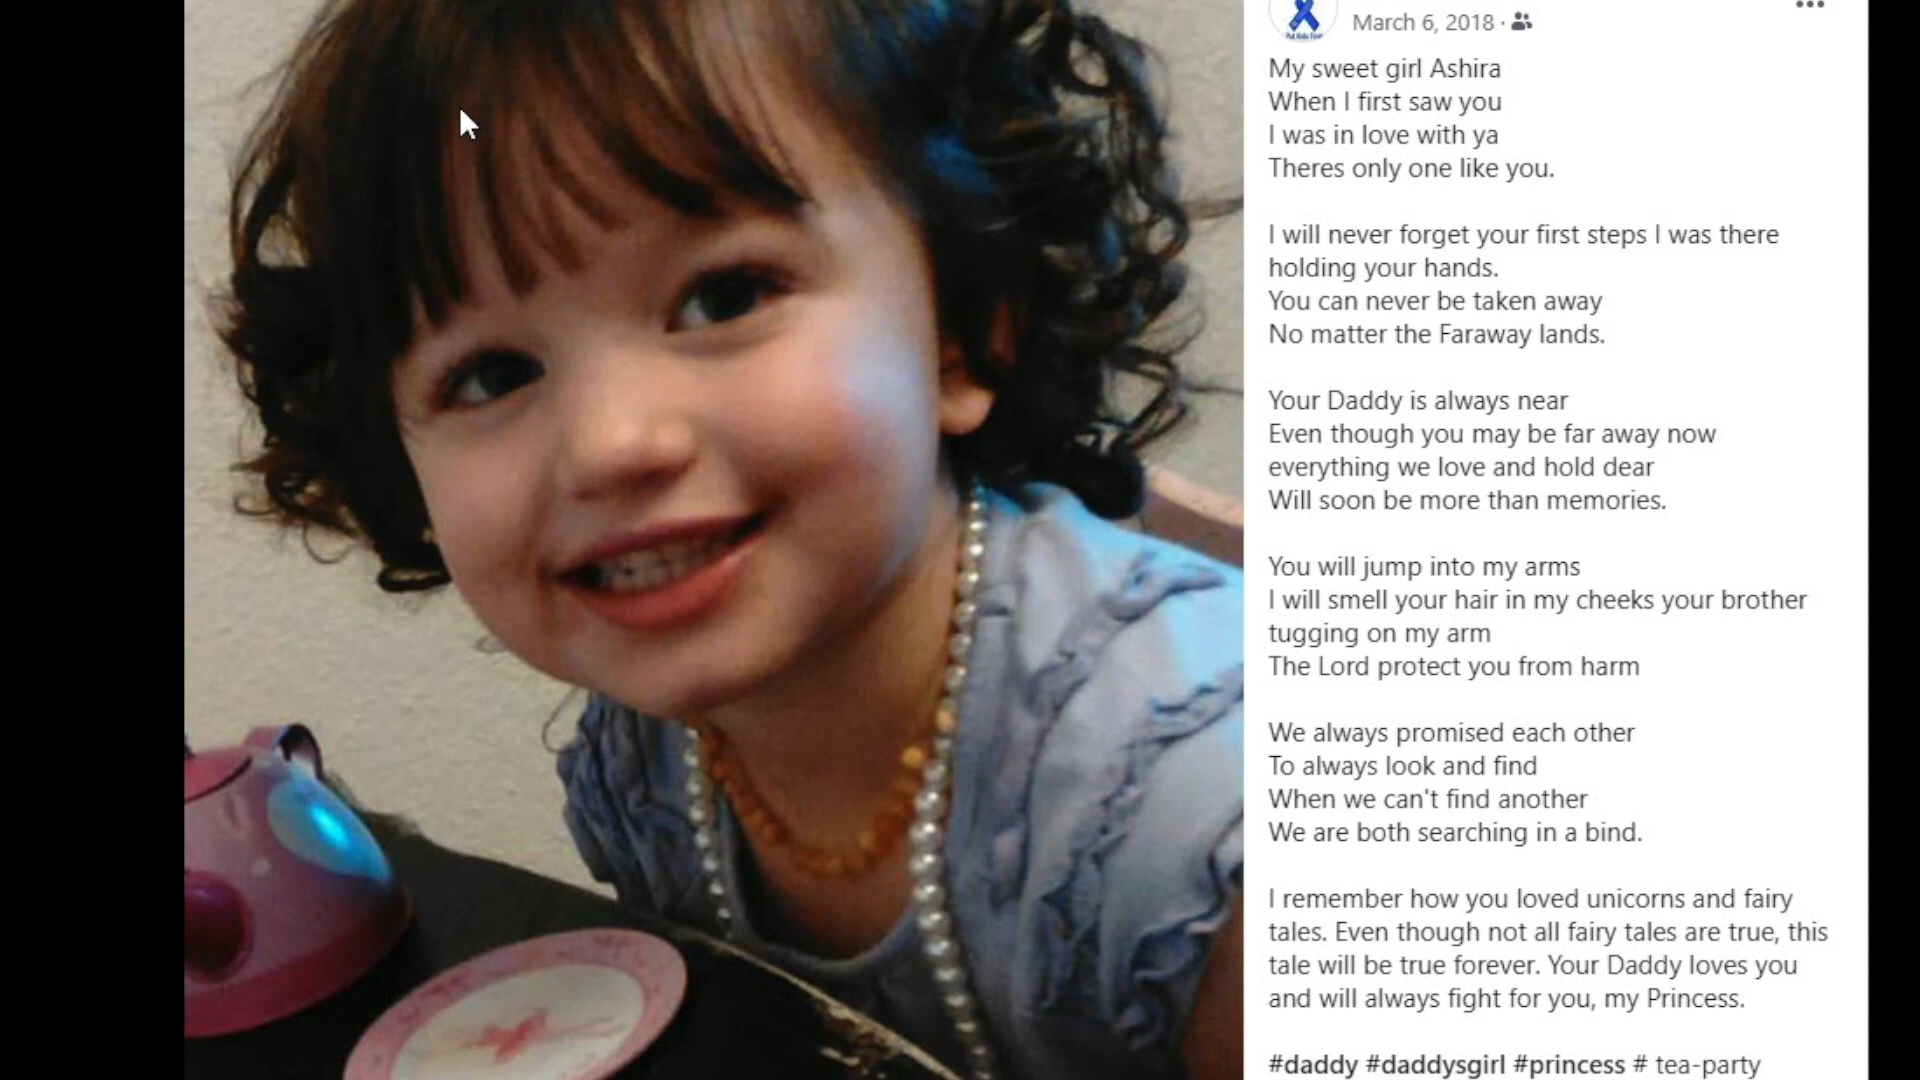 March 6, 2018 ·
My sweet girl Ashira
When I first saw you
I was in love with ya
Theres only one like you.
I will never forget your first steps I was there
holding your hands.
You can never be taken away
No matter the Faraway lands.
Your Daddy is always near
Even though you may be far away now
everything we love and hold dear
Will soon be more than memories.
You will jump into my arms
I will smell your hair in my cheeks your brother
tugging on my arm
The Lord protect you from harm
We always promised each other
To always look and find
When we can't find another
We are both searching in a bind.
I remember how you loved unicorns and fairy
tales. Even though not all fairy tales are true, this
tale will be true forever. Your Daddy loves you
and will always fight for you, my Princess.
#daddy #daddysgirl #princess # tea-party